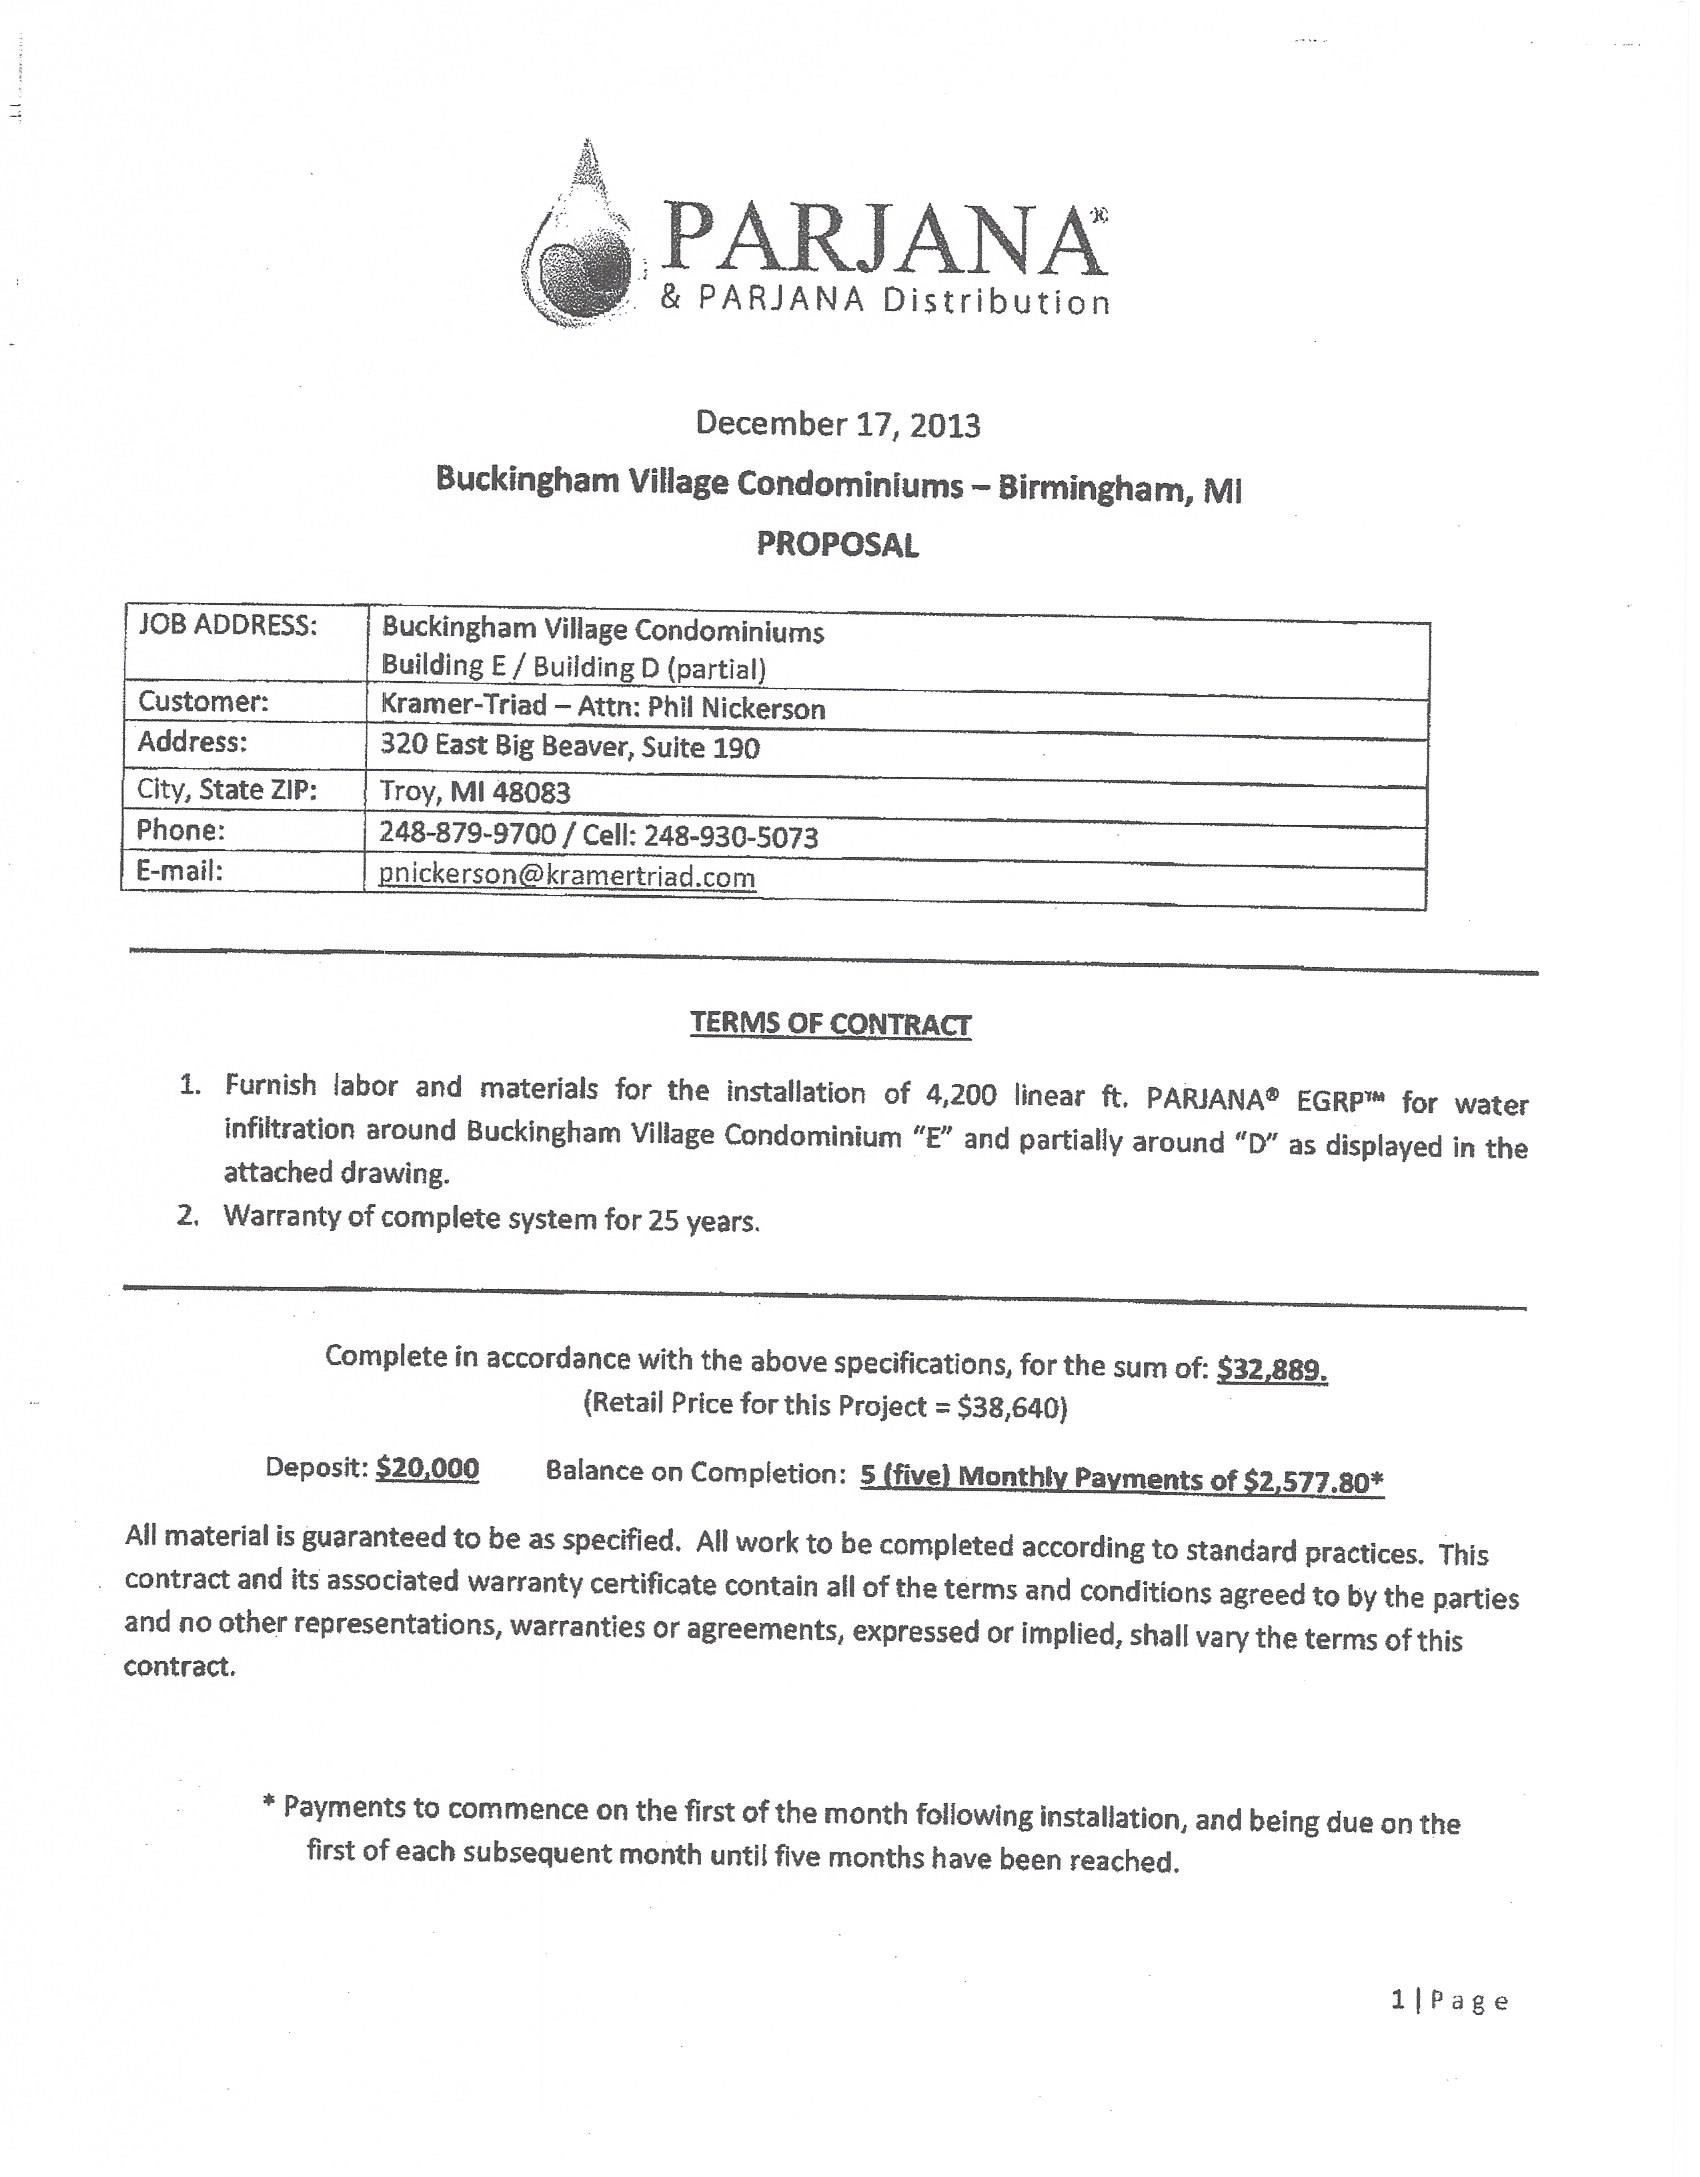 PARJANA®
& PARJANA Distribution
December 17, 2013
Buckingham Village Condominiums – Birmingham, MI
PROPOSAL
JOB ADDRESS: Buckingham Village Condominiums
Building E / Building D (partial)
Customer: Kramer-Triad – Attn: Phil Nickerson
Address: 320 East Big Beaver, Suite 190
City, State ZIP: Troy, MI 48083
Phone: 248-879-9700 / Cell: 248-930-5073
E-mail: pnickerson@kramertriad.com
TERMS OF CONTRACT
1. Furnish labor and materials for the installation of 4,200 linear ft. PARJANA® EGRP™ for water
infiltration around Buckingham Village Condominium “E” and partially around “D” as displayed in the
attached drawing.
2. Warranty of complete system for 25 years.
Complete in accordance with the above specifications, for the sum of: $32,889.
(Retail Price for this Project = $38,640)
Deposit: $20,000 Balance on Completion: 5 (five) Monthly Payments of $2,577.80*
All material is guaranteed to be as specified. All work to be completed according to standard practices. This
contract and its associated warranty certificate contain all of the terms and conditions agreed to by the parties
and no other representations, warranties or agreements, expressed or implied, shall vary the terms of this
contract.
* Payments to commence on the first of the month following installation, and being due on the
first of each subsequent month until five months have been reached.
1 | Page